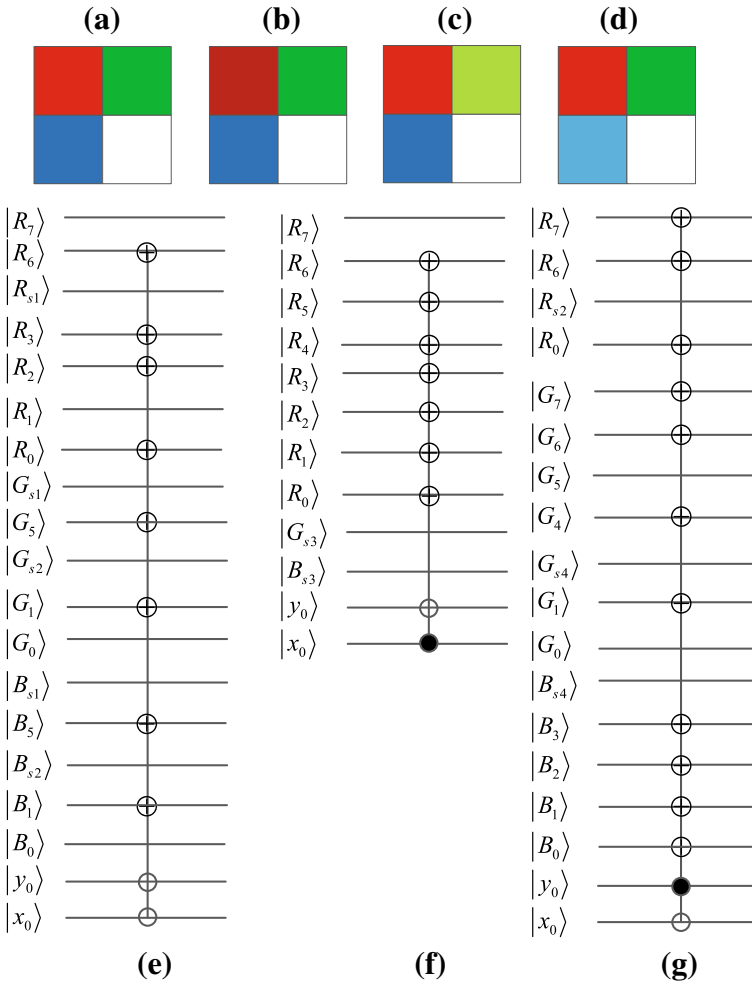 (a) (b) (c) (d)
|R₇⟩
|R₆⟩
|Rₛ₁⟩
|R₃⟩
|R₂⟩
|R₁⟩
|R₀⟩
|Gₛ₁⟩
|G₅⟩
|Gₛ₂⟩
|G₁⟩
|G₀⟩
|Bₛ₁⟩
|B₅⟩
|Bₛ₂⟩
|B₁⟩
|B₀⟩
|y₀⟩
|x₀⟩
|R₇⟩
|R₆⟩
|R₅⟩
|R₄⟩
|R₃⟩
|R₂⟩
|R₁⟩
|R₀⟩
|Gₛ₃⟩
|Bₛ₃⟩
|y₀⟩
|x₀⟩
|R₇⟩
|R₆⟩
|Rₛ₂⟩
|R₀⟩
|G₇⟩
|G₆⟩
|G₅⟩
|G₄⟩
|Gₛ₄⟩
|G₁⟩
|G₀⟩
|Bₛ₄⟩
|B₃⟩
|B₂⟩
|B₁⟩
|B₀⟩
|y₀⟩
|x₀⟩
(e) (f) (g)